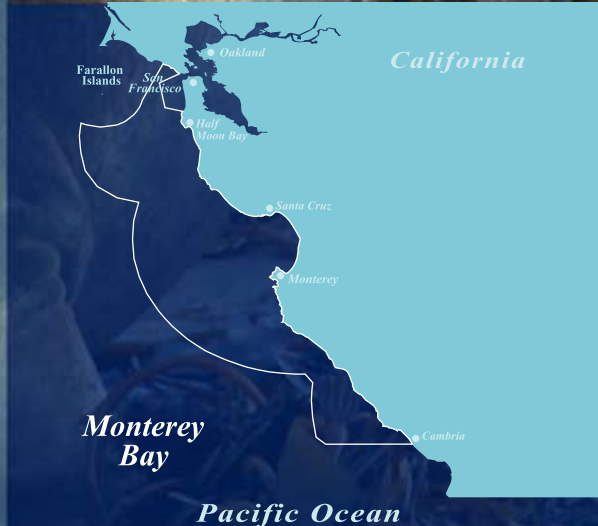 Oakland
California
Farallon
Islands
San
Francisco
Half
Moon Bay
Santa Cruz
Monterey
Monterey
Bay
Cambria
Pacific Ocean